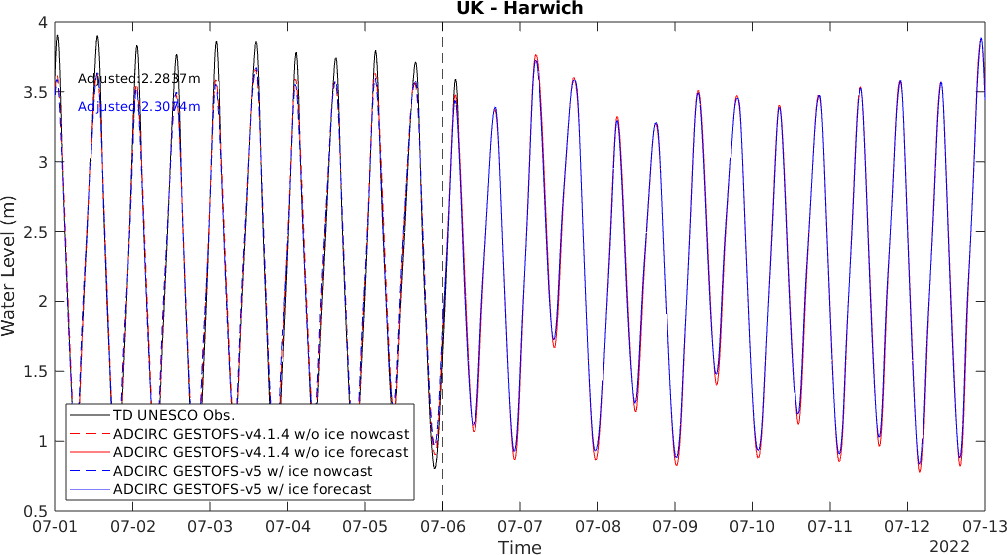 UK - Harwich
4
3.5
3
2.5
2
1.5
1
0.5
Water Level (m)
Adjusted:2.2837m
Adjusted:2.3074m
TD UNESCO Obs.
ADCIRC GESTOFS-v4.1.4 w/o ice nowcast
ADCIRC GESTOFS-v4.1.4 w/o ice forecast
ADCIRC GESTOFS-v5 w/ ice nowcast
ADCIRC GESTOFS-v5 w/ ice forecast
07-01 07-02 07-03 07-04 07-05 07-06 07-07 07-08 07-09 07-10 07-11 07-12 07-13
Time
2022